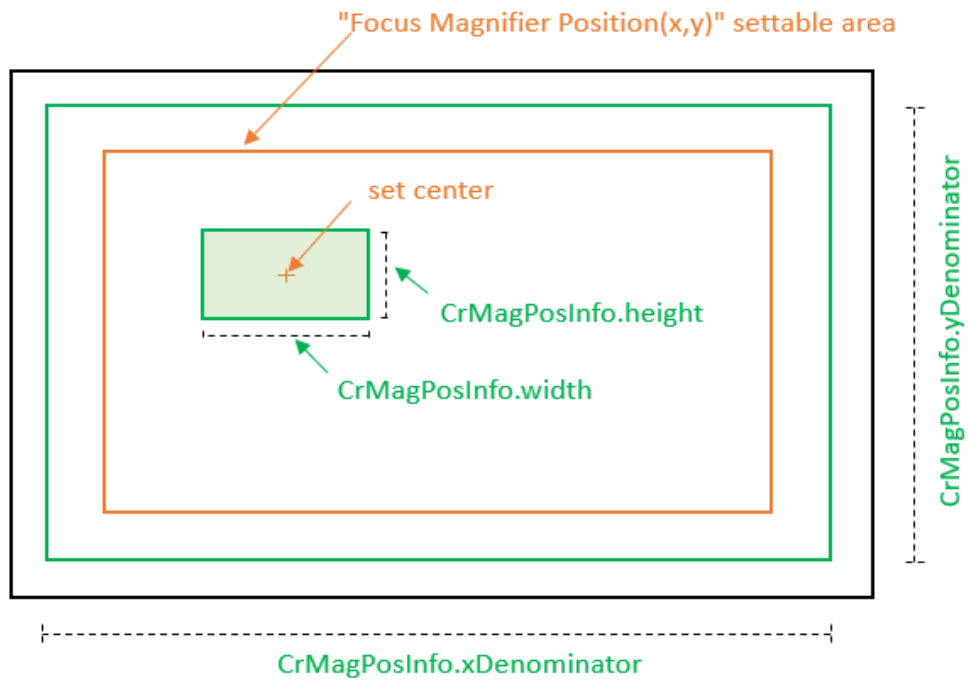 "Focus Magnifier Position(x,y)" settable area
set center
CrMagPosInfo.height
CrMagPosInfo.width
CrMagPosInfo.yDenominator
CrMagPosInfo.xDenominator